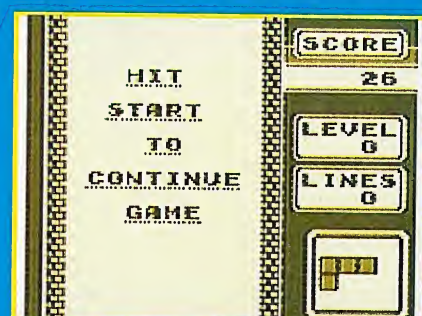 HIT
START
TO
CONTINUE
GAME
SCORE
26
LEVEL
0
LINES
0